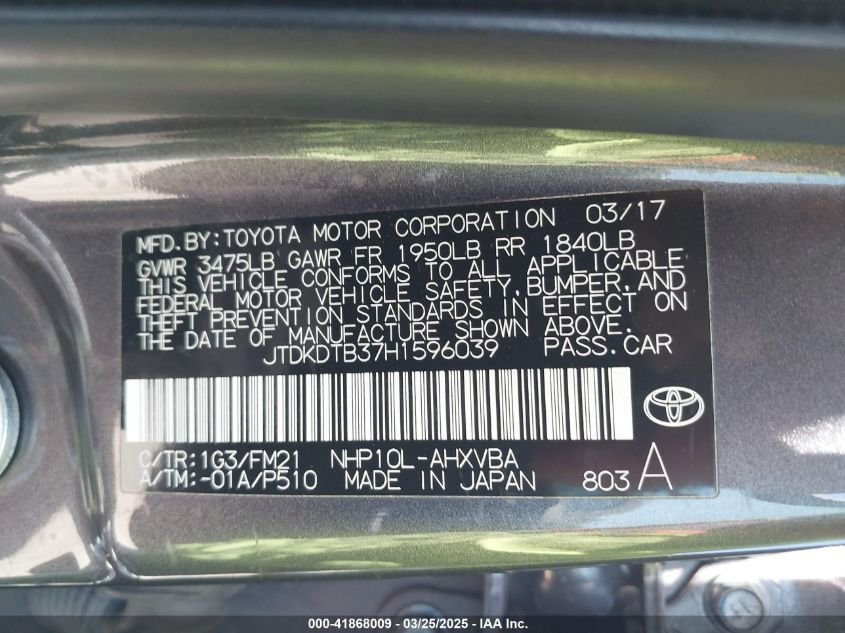 MFD. BY: TOYOTA MOTOR CORPORATION 03/17
GVWR 3475LB GAWR FR 1950LB RR 1840LB
THIS VEHICLE CONFORMS TO ALL APPLICABLE
FEDERAL MOTOR VEHICLE SAFETY, BUMPER, AND
THEFT PREVENTION STANDARDS IN EFFECT ON
THE DATE OF MANUFACTURE SHOWN ABOVE.
JTDKDTB37H1596039 PASS. CAR
C/TR: 1G3/FM21 NHP10L-AHXVBA
A/TM: -01A/P510 MADE IN JAPAN 803 A
000-41868009 - 03/25/2025 - IAA Inc.